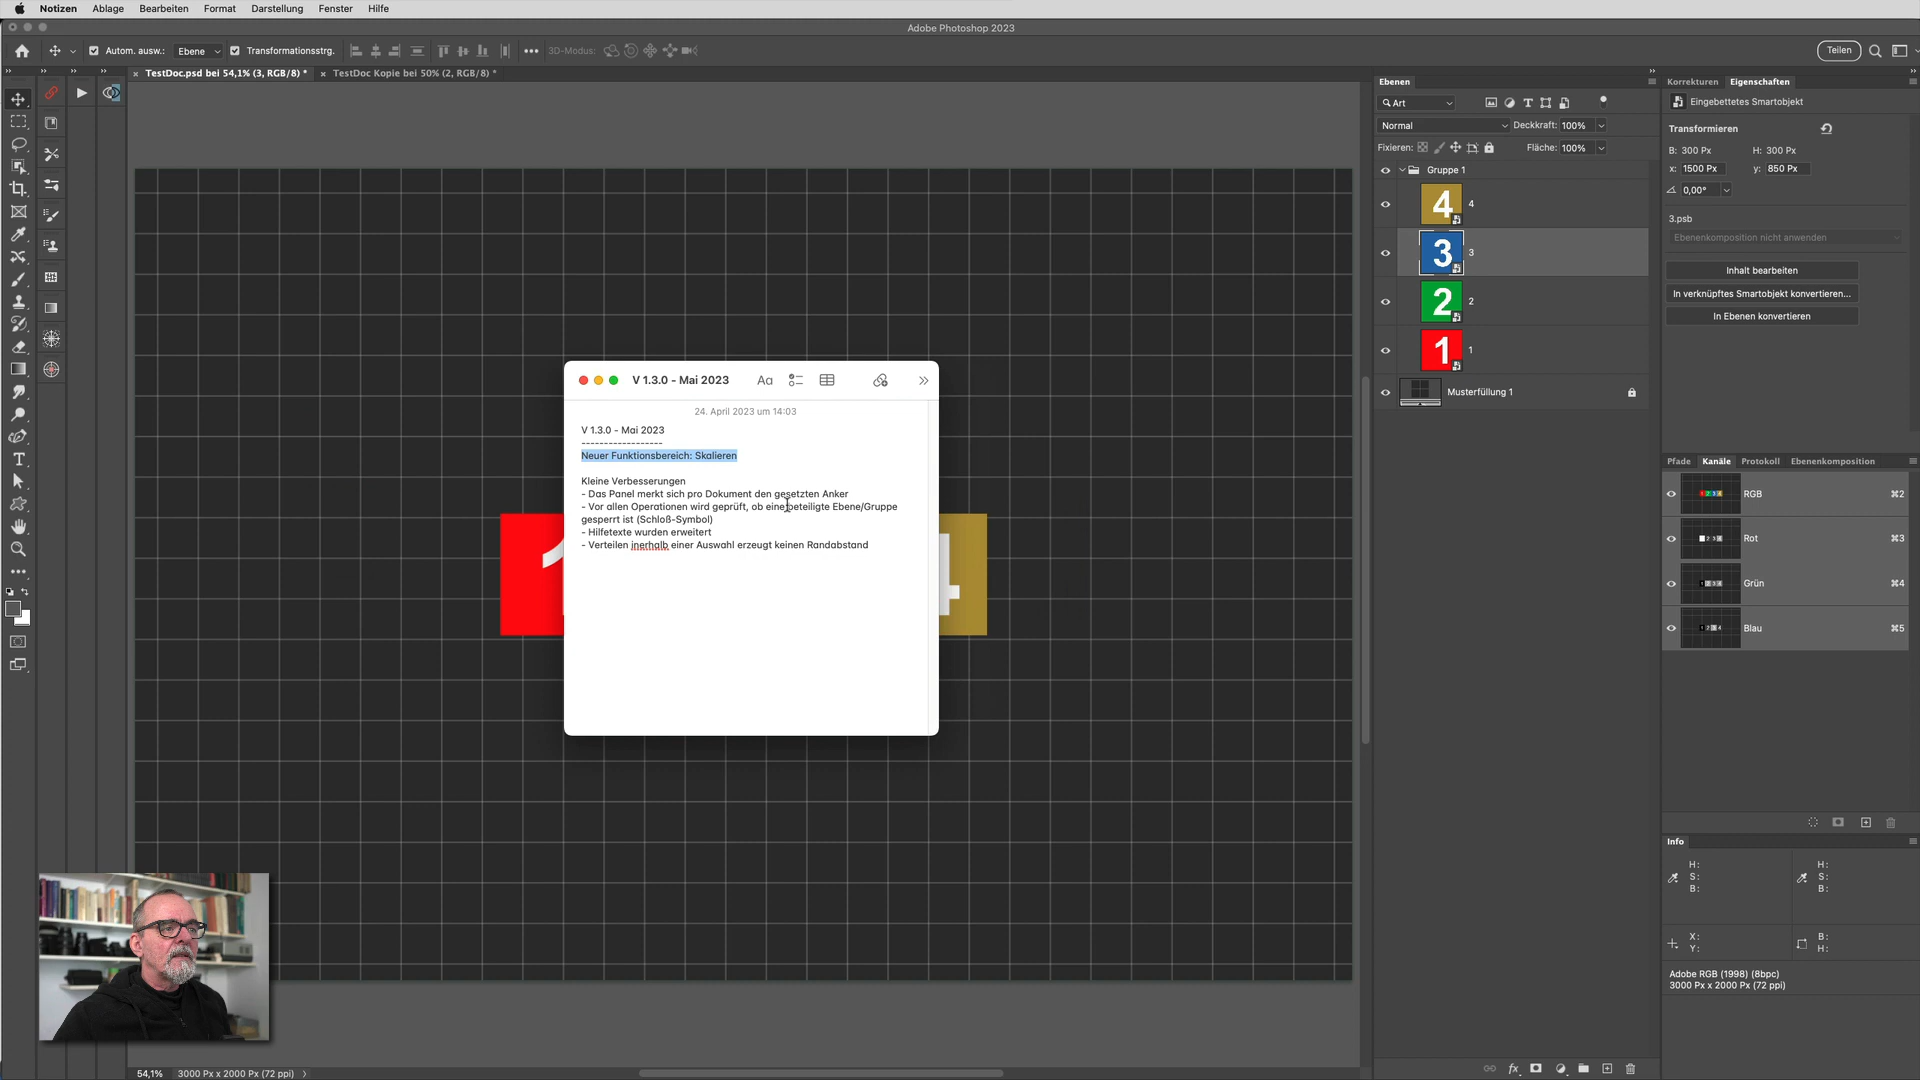 Notizen Ablage Bearbeiten Format Darstellung Fenster Hilfe
Adobe Photoshop 2023
Autom. ausw.: Ebene Transformationsstrg. 3D-Modus: Teilen
TestDoc.psd bei 54,1% (3, RGB/8) * TestDoc Kopie bei 50% (2, RGB/8) *
V 1.3.0 - Mai 2023
24. April 2023 um 14:03
V 1.3.0 - Mai 2023
------------------
Neuer Funktionsbereich: Skalieren
Kleine Verbesserungen
- Das Panel merkt sich pro Dokument den gesetzten Anker
- Vor allen Operationen wird geprüft, ob eine beteiligte Ebene/Gruppe
gesperrt ist (Schloß-Symbol)
- Hilfetexte wurden erweitert
- Verteilen inerhalb einer Auswahl erzeugt keinen Randabstand
Ebenen
Art
Normal Deckkraft: 100%
Fixieren: Fläche: 100%
Gruppe 1
4 4
3 3
2 2
1 1
Musterfüllung 1
Korrekturen Eigenschaften
Eingebettetes Smartobjekt
Transformieren
B: 300 Px H: 300 Px
x: 1500 Px y: 850 Px
0,00°
3.psb
Ebenenkomposition nicht anwenden
Inhalt bearbeiten
In verknüpftes Smartobjekt konvertieren...
In Ebenen konvertieren
Pfade Kanäle Protokoll Ebenenkomposition
RGB ⌘2
Rot ⌘3
Grün ⌘4
Blau ⌘5
Info
H: H:
S: S:
B: B:
X: B:
Y: H:
Adobe RGB (1998) (8bpc)
3000 Px x 2000 Px (72 ppi)
54,1% 3000 Px x 2000 Px (72 ppi)